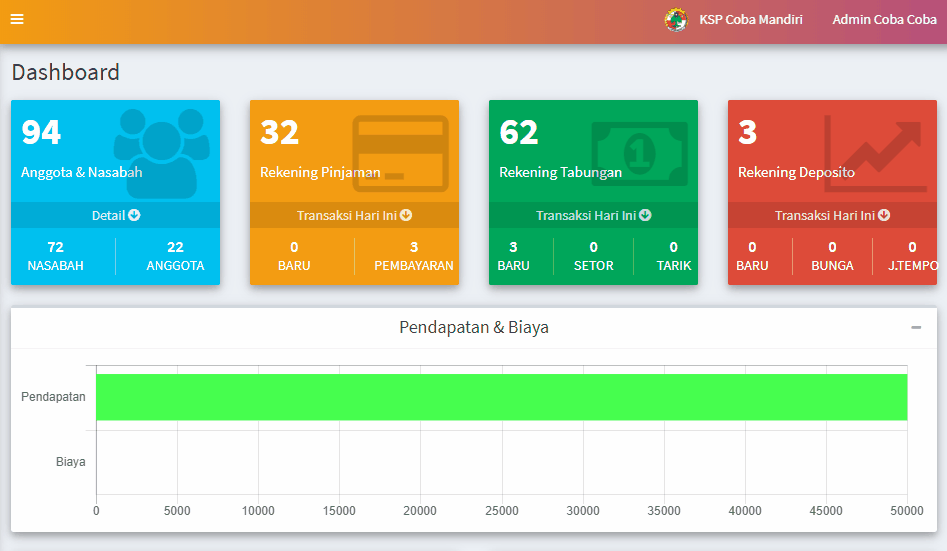 KSP Coba Mandiri Admin Coba Coba
Dashboard
94
Anggota & Nasabah
Detail
72 22
NASABAH ANGGOTA
32
Rekening Pinjaman
Transaksi Hari Ini
0 3
BARU PEMBAYARAN
62
Rekening Tabungan
Transaksi Hari Ini
3 0 0
BARU SETOR TARIK
3
Rekening Deposito
Transaksi Hari Ini
0 0 0
BARU BUNGA J.TEMPO
Pendapatan & Biaya
Pendapatan
Biaya
0 5000 10000 15000 20000 25000 30000 35000 40000 45000 50000